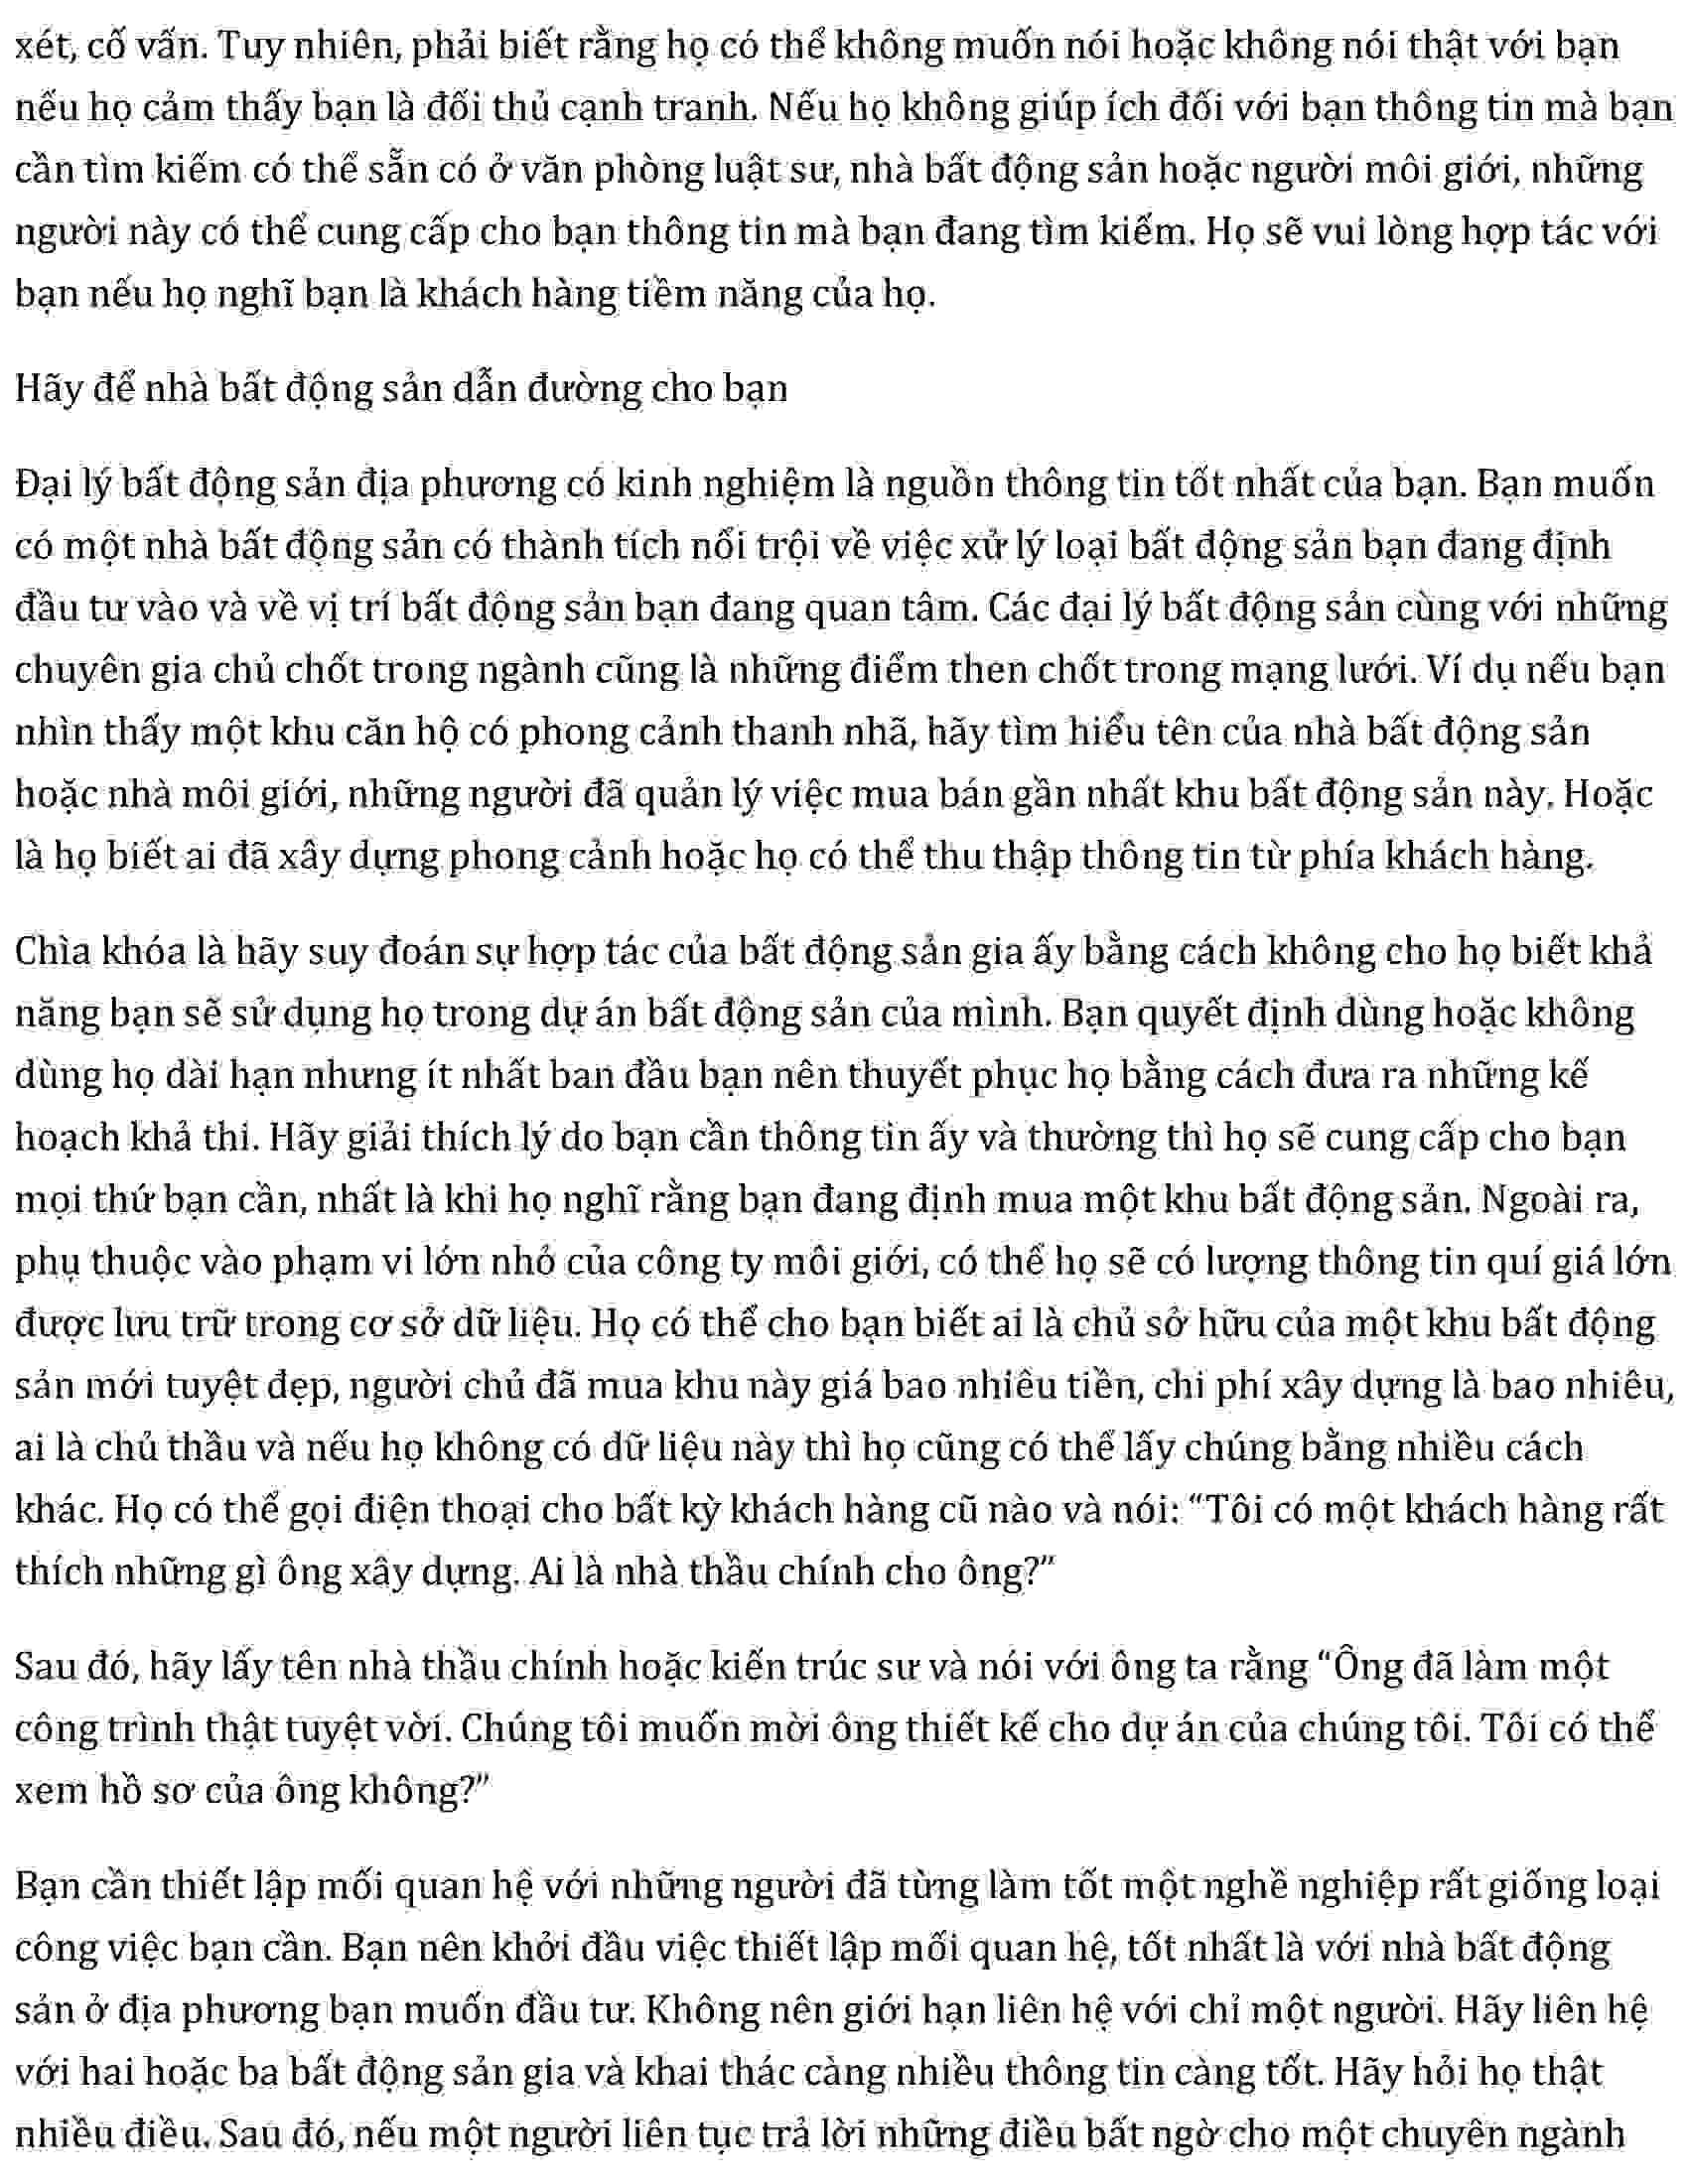 xét, cố vấn. Tuy nhiên, phải biết rằng họ có thể không muốn nói hoặc không nói thật với bạn
nếu họ cảm thấy bạn là đối thủ cạnh tranh. Nếu họ không giúp ích đối với bạn thông tin mà bạn
cần tìm kiếm có thể sẵn có ở văn phòng luật sư, nhà bất động sản hoặc người môi giới, những
người này có thể cung cấp cho bạn thông tin mà bạn đang tìm kiếm. Họ sẽ vui lòng hợp tác với
bạn nếu họ nghĩ bạn là khách hàng tiềm năng của họ.
Hãy để nhà bất động sản dẫn đường cho bạn
Đại lý bất động sản địa phương có kinh nghiệm là nguồn thông tin tốt nhất của bạn. Bạn muốn
có một nhà bất động sản có thành tích nổi trội về việc xử lý loại bất động sản bạn đang định
đầu tư vào và về vị trí bất động sản bạn đang quan tâm. Các đại lý bất động sản cùng với những
chuyên gia chủ chốt trong ngành cũng là những điểm then chốt trong mạng lưới. Ví dụ nếu bạn
nhìn thấy một khu căn hộ có phong cảnh thanh nhã, hãy tìm hiểu tên của nhà bất động sản
hoặc nhà môi giới, những người đã quản lý việc mua bán gần nhất khu bất động sản này. Hoặc
là họ biết ai đã xây dựng phong cảnh hoặc họ có thể thu thập thông tin từ phía khách hàng.
Chìa khóa là hãy suy đoán sự hợp tác của bất động sản gia ấy bằng cách không cho họ biết khả
năng bạn sẽ sử dụng họ trong dự án bất động sản của mình. Bạn quyết định dùng hoặc không
dùng họ dài hạn nhưng ít nhất ban đầu bạn nên thuyết phục họ bằng cách đưa ra những kế
hoạch khả thi. Hãy giải thích lý do bạn cần thông tin ấy và thường thì họ sẽ cung cấp cho bạn
mọi thứ bạn cần, nhất là khi họ nghĩ rằng bạn đang định mua một khu bất động sản. Ngoài ra,
phụ thuộc vào phạm vi lớn nhỏ của công ty môi giới, có thể họ sẽ có lượng thông tin quí giá lớn
được lưu trữ trong cơ sở dữ liệu. Họ có thể cho bạn biết ai là chủ sở hữu của một khu bất động
sản mới tuyệt đẹp, người chủ đã mua khu này giá bao nhiêu tiền, chi phí xây dựng là bao nhiêu,
ai là chủ thầu và nếu họ không có dữ liệu này thì họ cũng có thể lấy chúng bằng nhiều cách
khác. Họ có thể gọi điện thoại cho bất kỳ khách hàng cũ nào và nói: “Tôi có một khách hàng rất
thích những gì ông xây dựng. Ai là nhà thầu chính cho ông?”
Sau đó, hãy lấy tên nhà thầu chính hoặc kiến trúc sư và nói với ông ta rằng “Ông đã làm một
công trình thật tuyệt vời. Chúng tôi muốn mời ông thiết kế cho dự án của chúng tôi. Tôi có thể
xem hồ sơ của ông không?”
Bạn cần thiết lập mối quan hệ với những người đã từng làm tốt một nghề nghiệp rất giống loại
công việc bạn cần. Bạn nên khởi đầu việc thiết lập mối quan hệ, tốt nhất là với nhà bất động
sản ở địa phương bạn muốn đầu tư. Không nên giới hạn liên hệ với chỉ một người. Hãy liên hệ
với hai hoặc ba bất động sản gia và khai thác càng nhiều thông tin càng tốt. Hãy hỏi họ thật
nhiều điều. Sau đó, nếu một người liên tục trả lời những điều bất ngờ cho một chuyên ngành